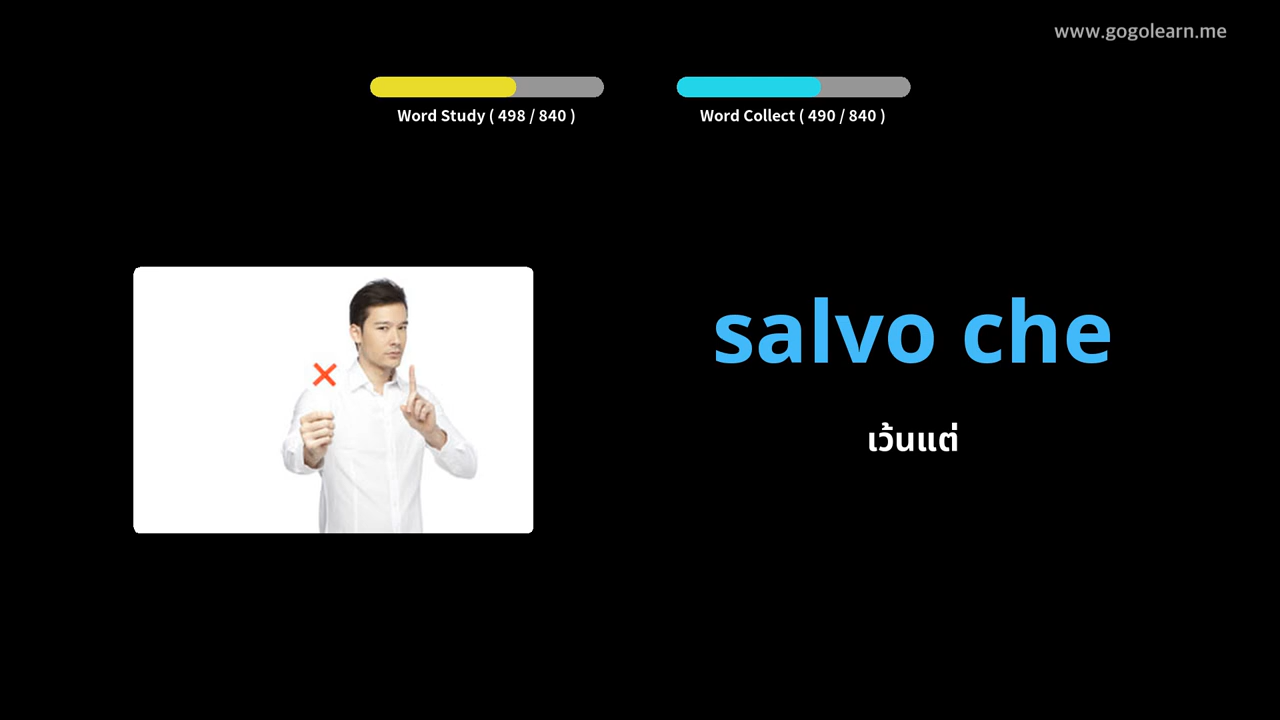 www.gogolearn.me
Word Study ( 498 / 840 )
Word Collect ( 490 / 840 )
salvo che
เว้นแต่